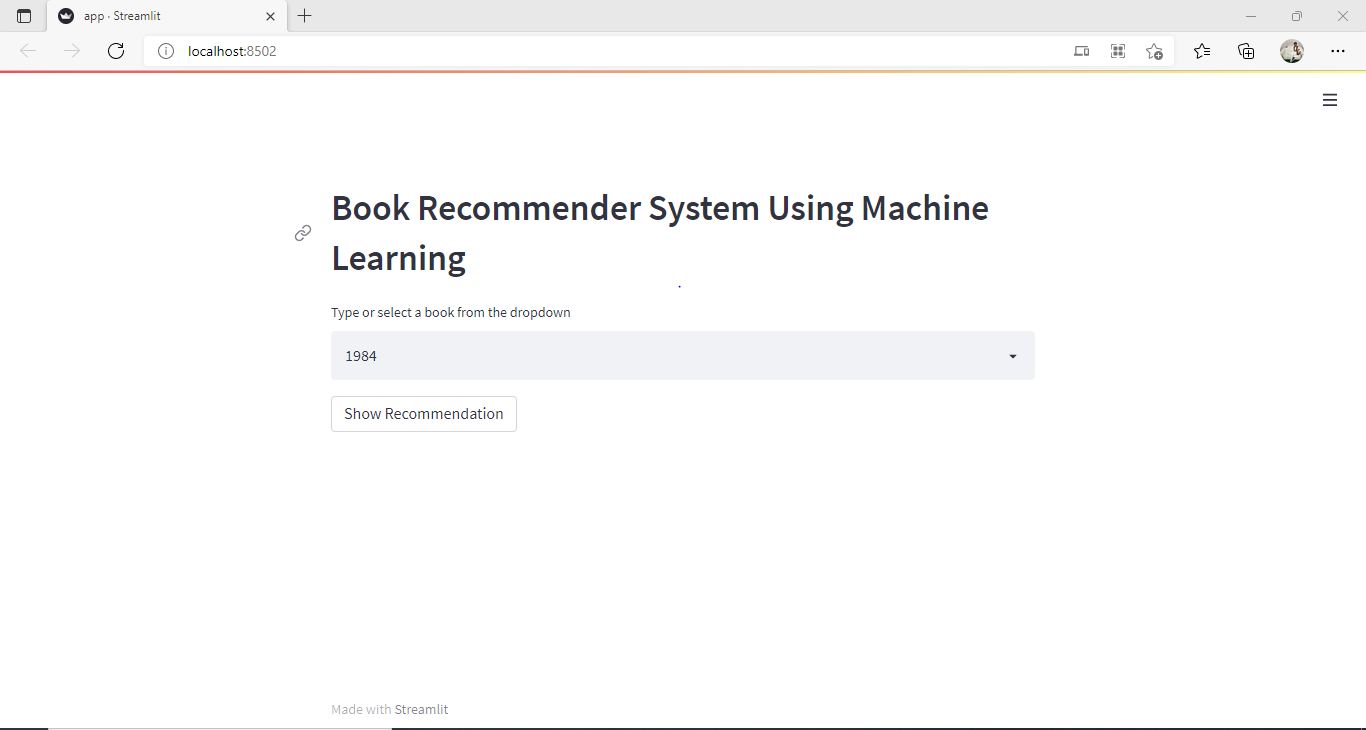 app · Streamlit
localhost:8502
Book Recommender System Using Machine
Learning
Type or select a book from the dropdown
1984
Show Recommendation
Made with Streamlit